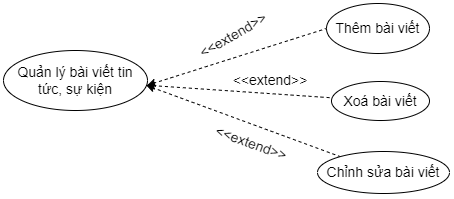 <<extend>>
Thêm bài viết
Quản lý bài viết tin
tức, sự kiện
<<extend>>
Xoá bài viết
<<extend>>
Chỉnh sửa bài viết